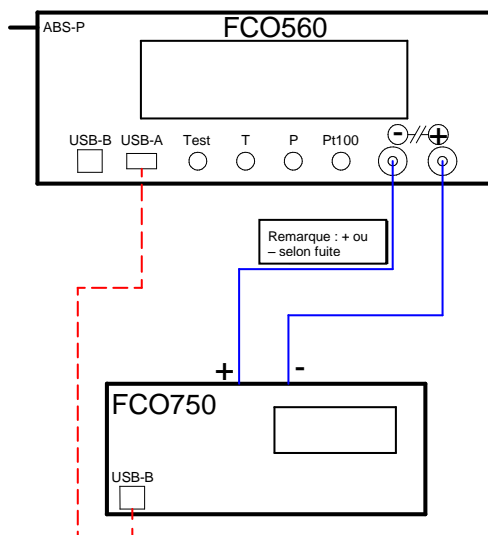 FCO560
ABS-P
USB-B USB-A Test T P Pt100 - +
Remarque : + ou
– selon fuite
+ -
FCO750
USB-B